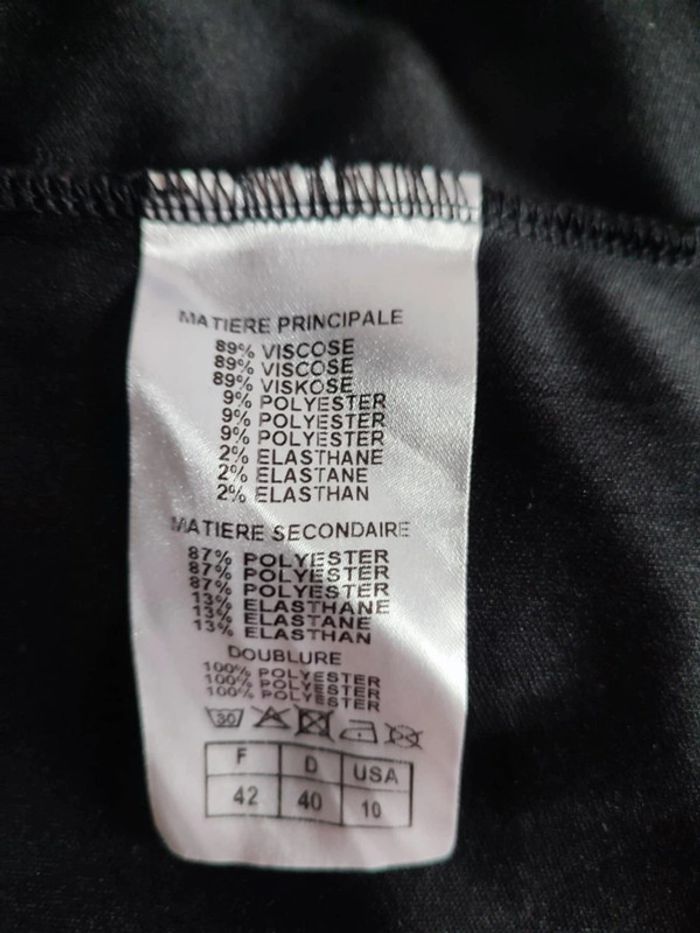 MATIERE PRINCIPALE
89% VISCOSE
89% VISCOSE
89% VISKOSE
9% POLYESTER
9% POLYESTER
9% POLYESTER
2% ELASTHANE
2% ELASTANE
2% ELASTHAN
MATIERE SECONDAIRE
87% POLYESTER
87% POLYESTER
87% POLYESTER
13% ELASTHANE
13% ELASTANE
13% ELASTHAN
DOUBLURE
100% POLYESTER
100% POLYESTER
100% POLYESTER
30
F D USA
42 40 10